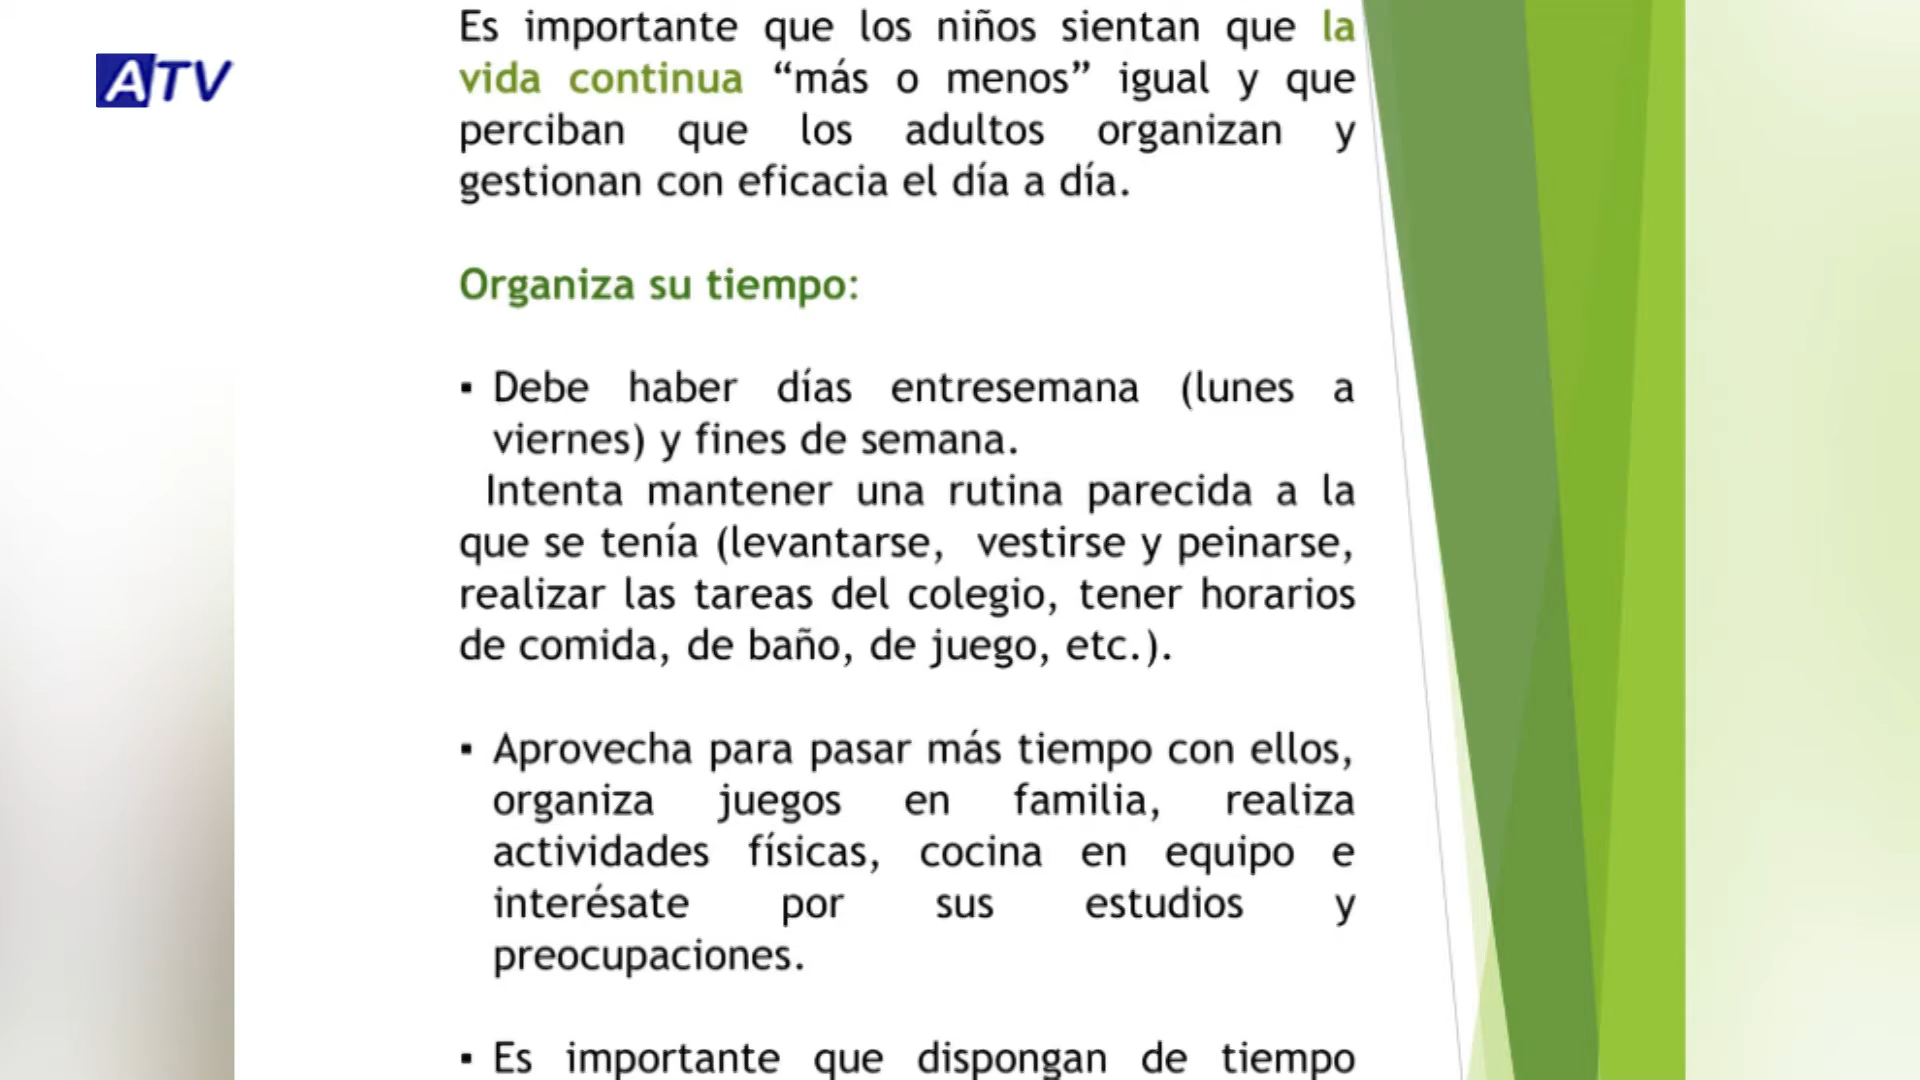 Es importante que los niños sientan que la
ATV
vida continua “más o menos” igual y que
perciban que los adultos organizan y
gestionan con eficacia el día a día.
Organiza su tiempo:
▪ Debe haber días entresemana (lunes a
viernes) y fines de semana.
Intenta mantener una rutina parecida a la
que se tenía (levantarse, vestirse y peinarse,
realizar las tareas del colegio, tener horarios
de comida, de baño, de juego, etc.).
▪ Aprovecha para pasar más tiempo con ellos,
organiza juegos en familia, realiza
actividades físicas, cocina en equipo e
interésate por sus estudios y
preocupaciones.
▪ Es importante que dispongan de tiempo